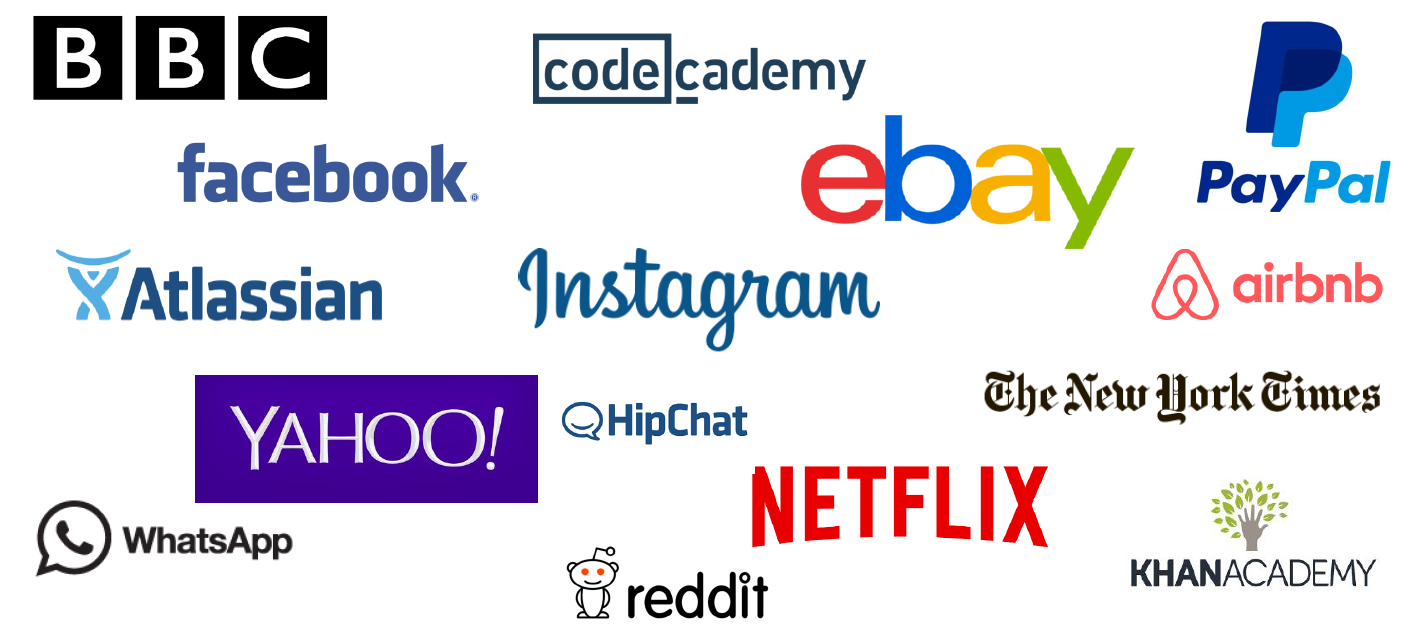 BBC
codecademy
PayPal
facebook®
ebay
Atlassian
Instagram
airbnb
YAHOO!
HipChat
The New York Times
NETFLIX
WhatsApp
reddit
KHANACADEMY